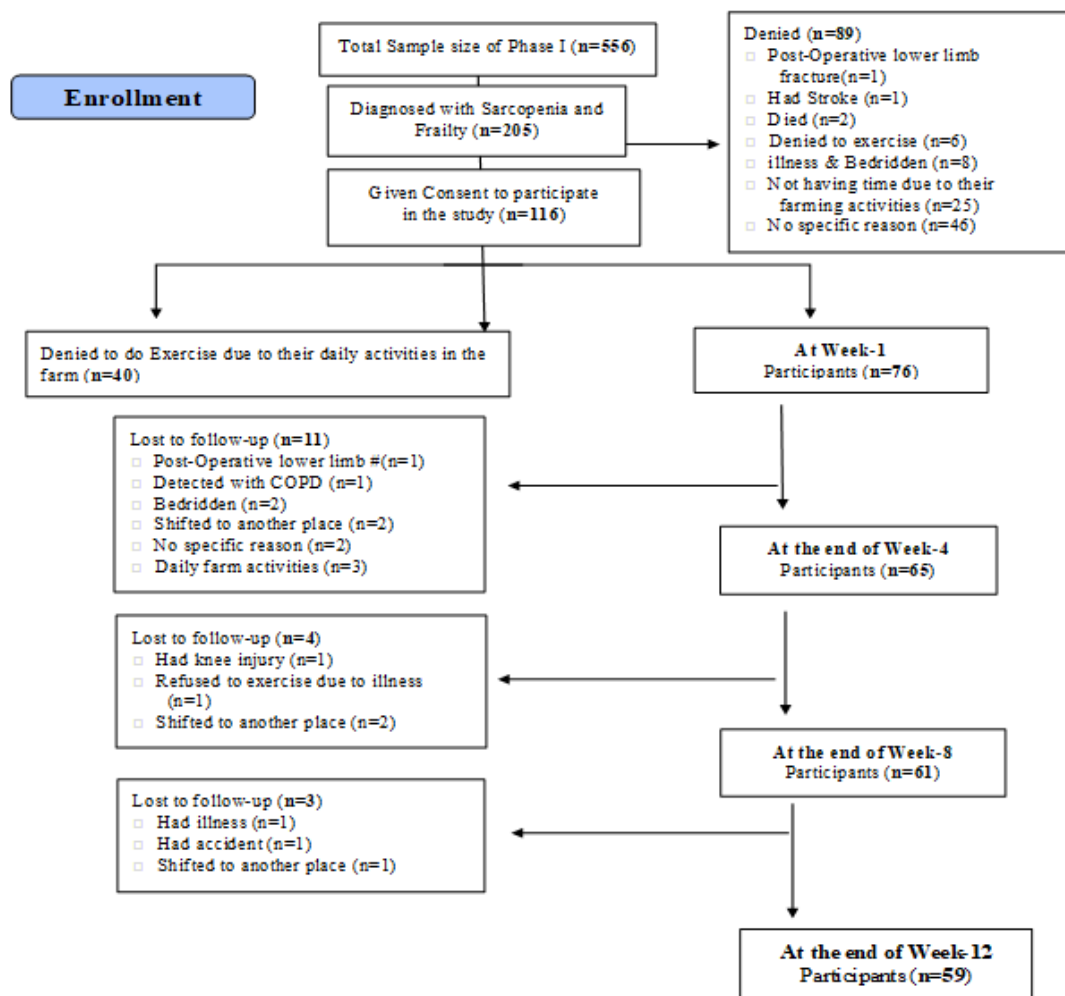 Enrollment
Total Sample size of Phase I (n=556)
Diagnosed with Sarcopenia and
Frailty (n=205)
Given Consent to participate
in the study (n=116)
Denied (n=89)
Post-Operative lower limb
fracture(n=1)
Had Stroke (n=1)
Died (n=2)
Denied to exercise (n=6)
illness & Bedridden (n=8)
Not having time due to their
farming activities (n=25)
No specific reason (n=46)
Denied to do Exercise due to their daily activities in the
farm (n=40)
At Week-1
Participants (n=76)
Lost to follow-up (n=11)
Post-Operative lower limb #(n=1)
Detected with COPD (n=1)
Bedridden (n=2)
Shifted to another place (n=2)
No specific reason (n=2)
Daily farm activities (n=3)
At the end of Week-4
Participants (n=65)
Lost to follow-up (n=4)
Had knee injury (n=1)
Refused to exercise due to illness
(n=1)
Shifted to another place (n=2)
At the end of Week-8
Participants (n=61)
Lost to follow-up (n=3)
Had illness (n=1)
Had accident (n=1)
Shifted to another place (n=1)
At the end of Week-12
Participants (n=59)